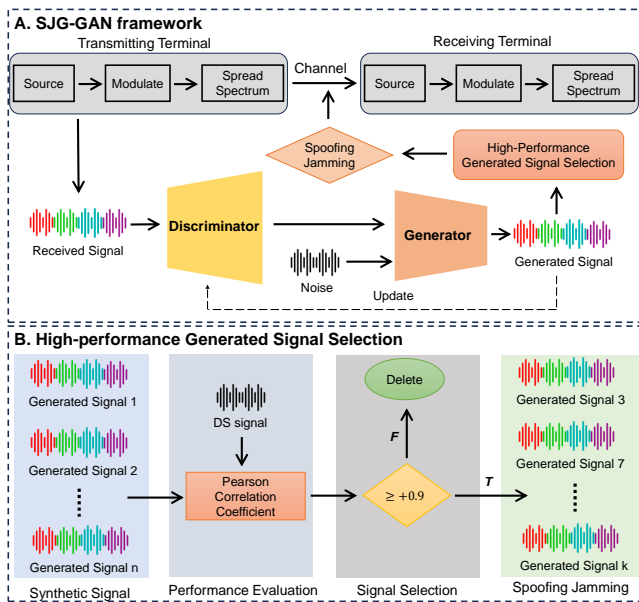 A. SJG-GAN framework
Transmitting Terminal
Receiving Terminal
Source
Modulate
Spread
Spectrum
Channel
Source
Modulate
Spread
Spectrum
Spoofing
Jamming
High-Performance
Generated Signal Selection
Received Signal
Discriminator
Noise
Generator
Generated Signal
Update
B. High-performance Generated Signal Selection
Generated Signal 1
Generated Signal 2
Generated Signal n
Synthetic Signal
DS signal
Pearson
Correlation
Coefficient
Performance Evaluation
Delete
F
≥ +0.9
T
Signal Selection
Generated Signal 3
Generated Signal 7
Generated Signal k
Spoofing Jamming